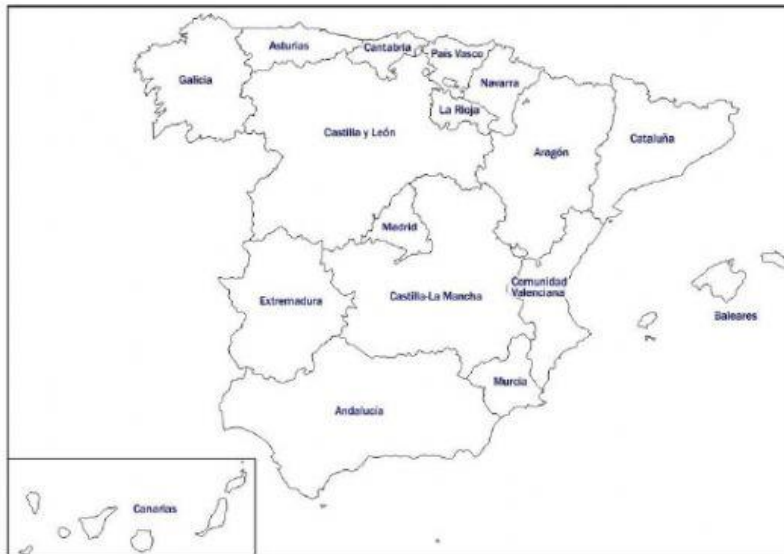 Asturias
Cantabria
País Vasco
Galicia
Navarra
La Rioja
Castilla y León
Cataluña
Aragón
Madrid
Comunidad
Valenciana
Extremadura
Castilla-La Mancha
Baleares
Murcia
Andalucía
Canarias